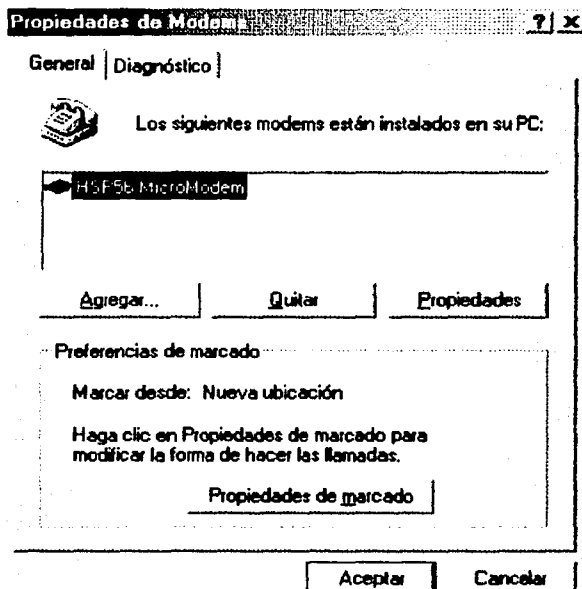 Propiedades de Modems ? x
General Diagnóstico
Los siguientes modems están instalados en su PC:
HSP56 MicroModem
Agregar... Quitar Propiedades
Preferencias de marcado
Marcar desde: Nueva ubicación
Haga clic en Propiedades de marcado para
modificar la forma de hacer las llamadas.
Propiedades de marcado
Aceptar Cancelar